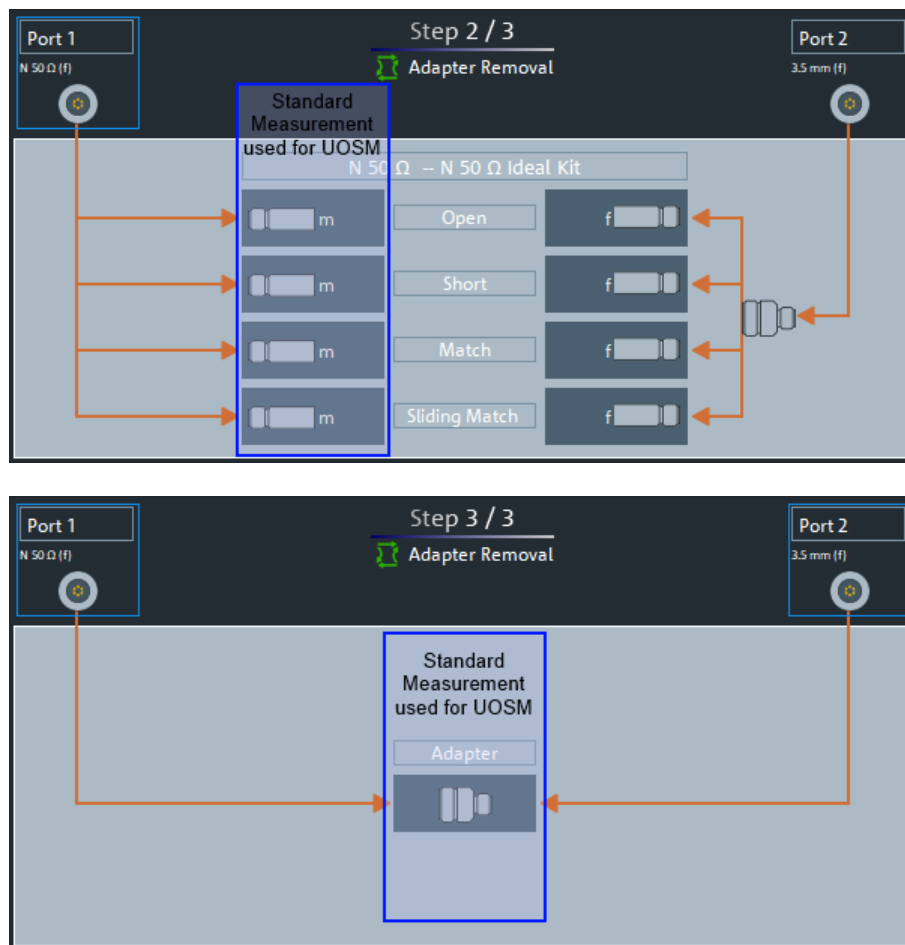 Port 1
Step 2 / 3
Port 2
N 50 Ω (f)
Adapter Removal
3.5 mm (f)
Standard
Measurement
used for UOSM
N 50 Ω -- N 50 Ω Ideal Kit
m
Open
f
m
Short
f
m
Match
f
m
Sliding Match
f
Port 1
Step 3 / 3
Port 2
N 50 Ω (f)
Adapter Removal
3.5 mm (f)
Standard
Measurement
used for UOSM
Adapter